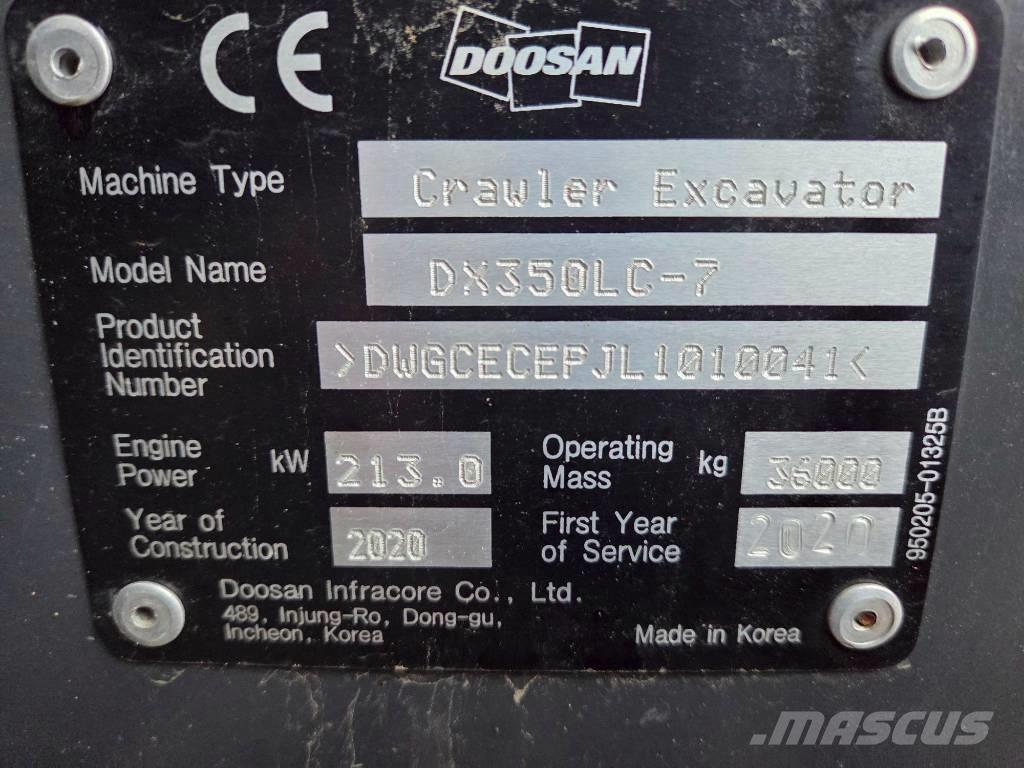 CE DOOSAN
Machine Type Crawler Excavator
Model Name DX350LC-7
Product
Identification >DWGCECEPJL1010041<
Number
Engine Operating
Power kW 213.0 Mass kg 36000
Year of First Year
Construction 2020 of Service 2020
950205-01325B
Doosan Infracore Co., Ltd.
489, Injung-Ro, Dong-gu,
Incheon, Korea Made in Korea
.MASCUS